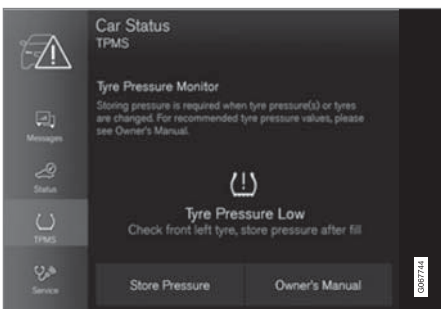 Car Status
TPMS
Tyre Pressure Monitor
Storing pressure is required when tyre pressure(s) or tyres
are changed. For recommended tyre pressure values, please
see Owner's Manual.
Messages
Status
Tyre Pressure Low
Check front left tyre, store pressure after fill
TPMS
Service
Store Pressure
Owner's Manual
G067744